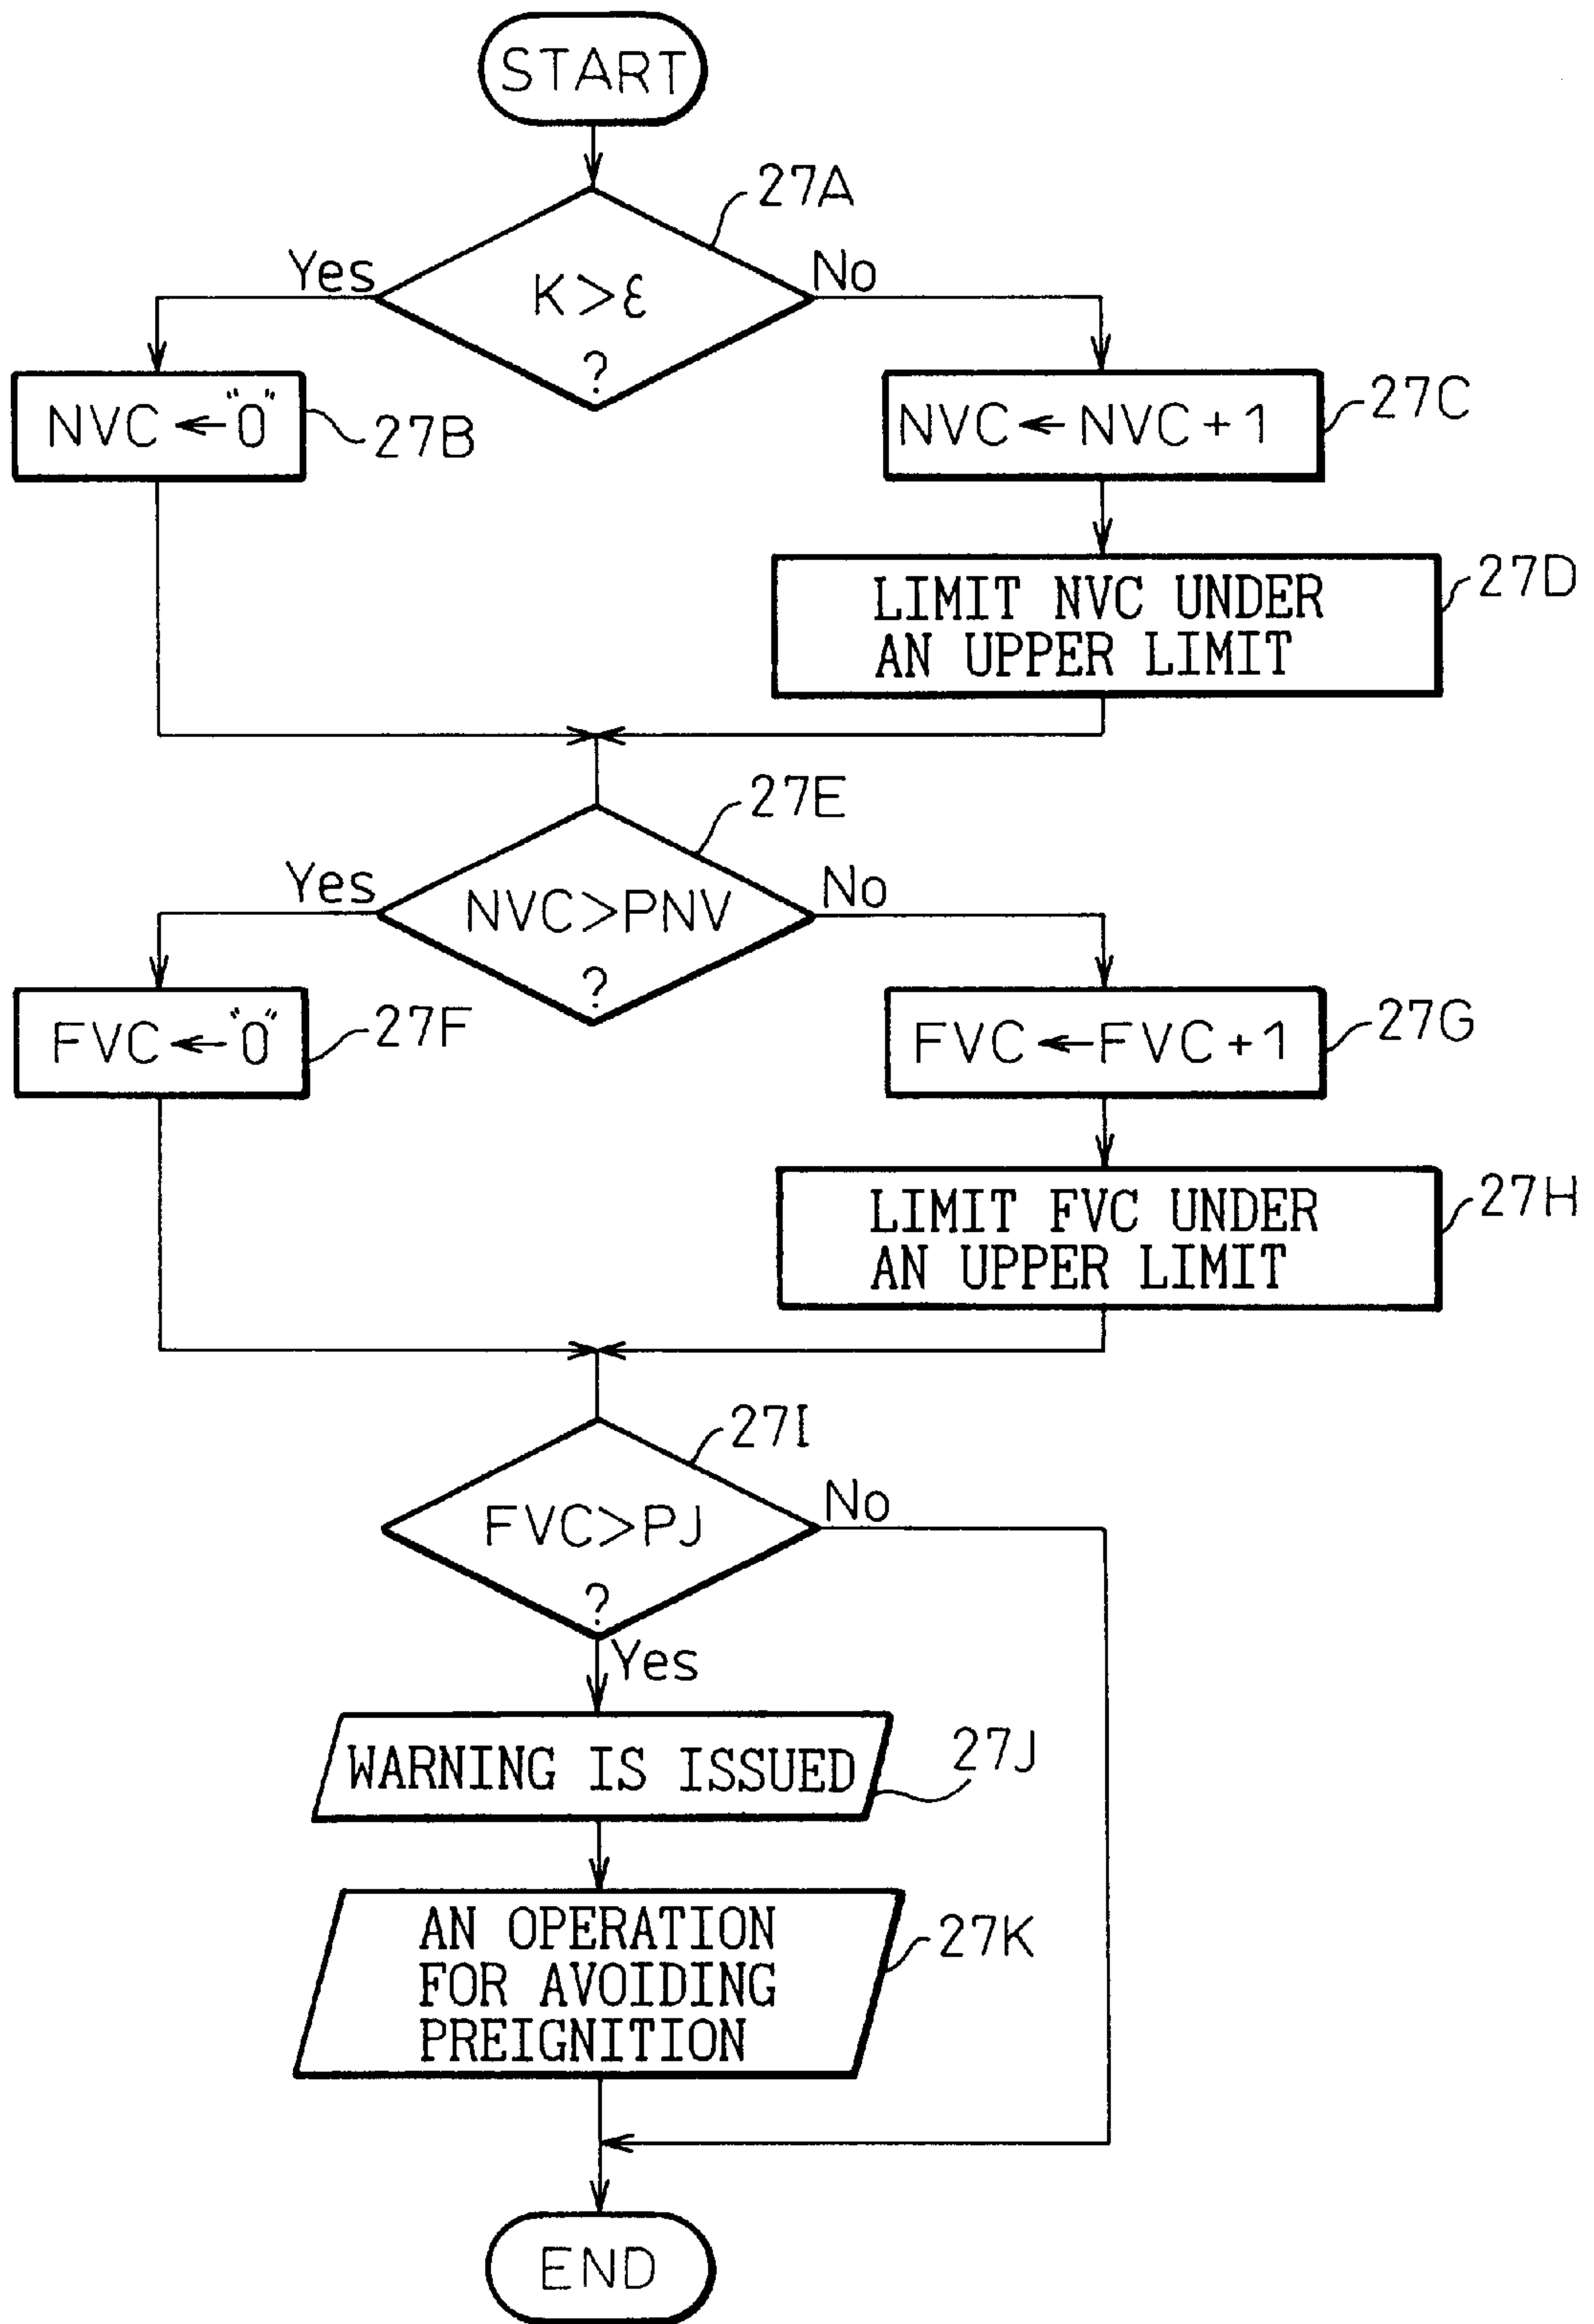 START
27A
Yes
No
K>ε
?
NVC←"0"
27B
NVC←NVC+1
27C
LIMIT NVC UNDER
AN UPPER LIMIT
27D
27E
Yes
No
NVC>PNV
?
FVC←"0"
27F
FVC←FVC+1
27G
LIMIT FVC UNDER
AN UPPER LIMIT
27H
27I
No
FVC>PJ
?
Yes
WARNING IS ISSUED
27J
AN OPERATION
FOR AVOIDING
PREIGNITION
27K
END